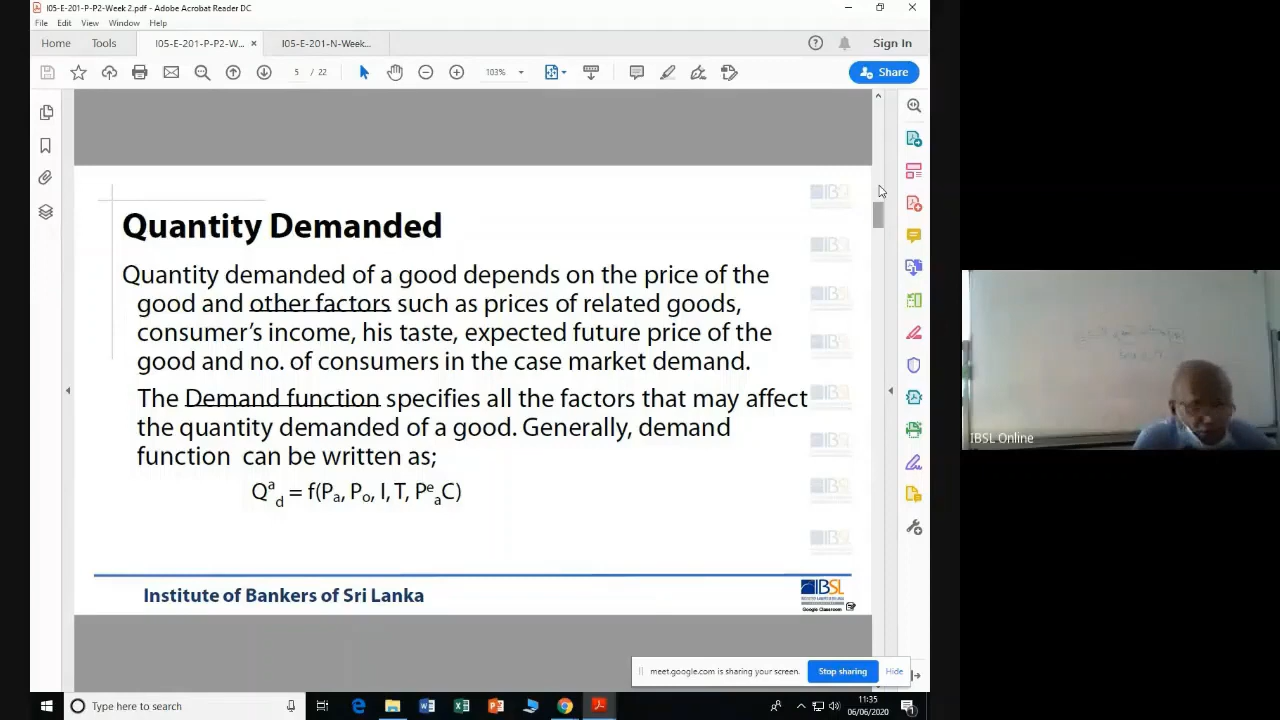 I05-E-201-P-P2-Week 2.pdf - Adobe Acrobat Reader DC
File Edit View Window Help
Home Tools I05-E-201-P-P2-W... × I05-E-201-N-Week... Sign In
5 / 22 103% Share
Quantity Demanded
Quantity demanded of a good depends on the price of the
good and other factors such as prices of related goods,
consumer's income, his taste, expected future price of the
good and no. of consumers in the case market demand.
The Demand function specifies all the factors that may affect
the quantity demanded of a good. Generally, demand
function can be written as;
Qᵃd = f(Pa, Po, I, T, PᵉaC)
Institute of Bankers of Sri Lanka
IBSL
Google Classroom
IBSL Online
meet.google.com is sharing your screen. Stop sharing Hide
Type here to search
11:35
06/06/2020